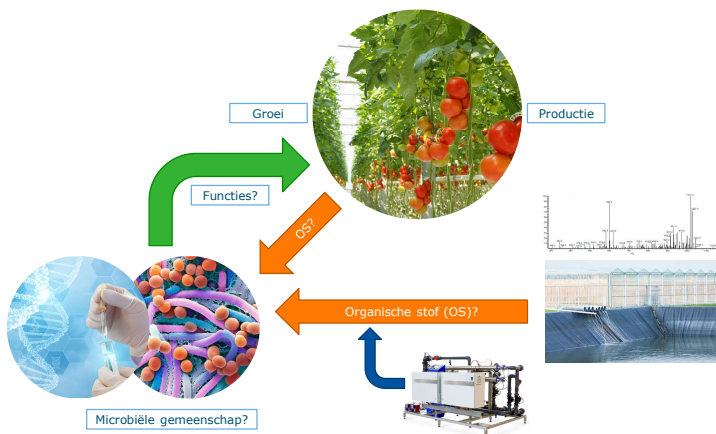 Groei
Productie
Functies?
OS?
Organische stof (OS)?
Microbiële gemeenschap?